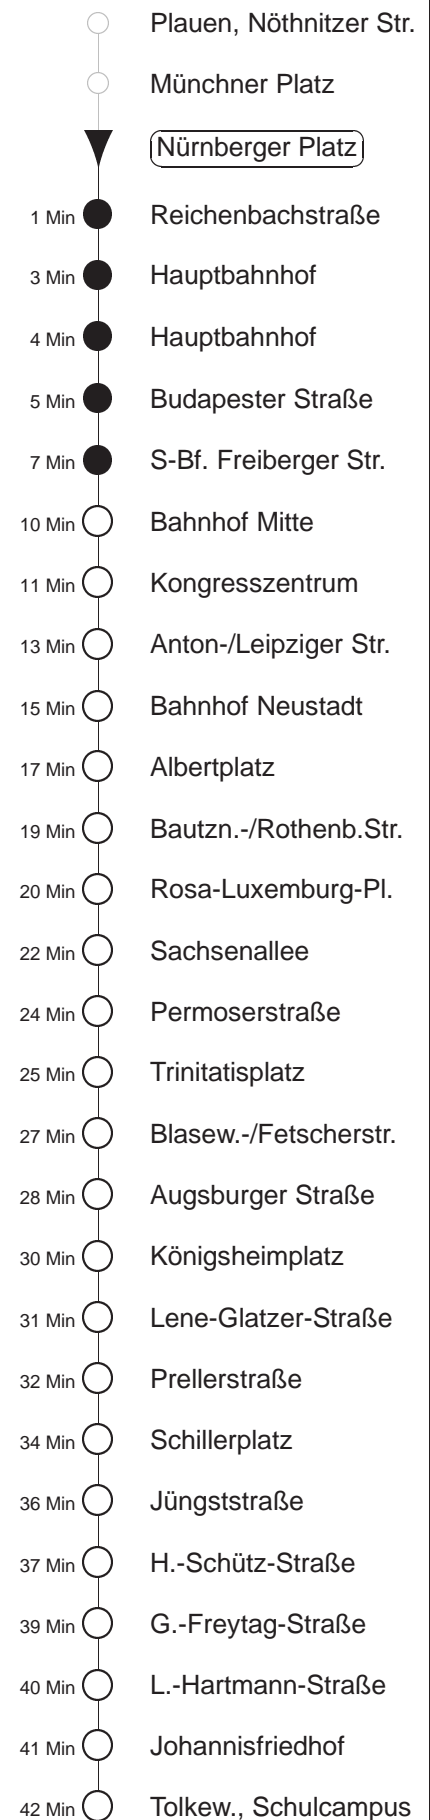 Plauen, Nöthnitzer Str.
Münchner Platz
Nürnberger Platz
1 Min Reichenbachstraße
3 Min Hauptbahnhof
4 Min Hauptbahnhof
5 Min Budapester Straße
7 Min S-Bf. Freiberger Str.
10 Min Bahnhof Mitte
11 Min Kongresszentrum
13 Min Anton-/Leipziger Str.
15 Min Bahnhof Neustadt
17 Min Albertplatz
19 Min Bautzn.-/Rothenb.Str.
20 Min Rosa-Luxemburg-Pl.
22 Min Sachsenallee
24 Min Permoserstraße
25 Min Trinitatisplatz
27 Min Blasew.-/Fetscherstr.
28 Min Augsburger Straße
30 Min Königsheimplatz
31 Min Lene-Glatzer-Straße
32 Min Prellerstraße
34 Min Schillerplatz
36 Min Jüngststraße
37 Min H.-Schütz-Straße
39 Min G.-Freytag-Straße
40 Min L.-Hartmann-Straße
41 Min Johannisfriedhof
42 Min Tolkew., Schulcampus